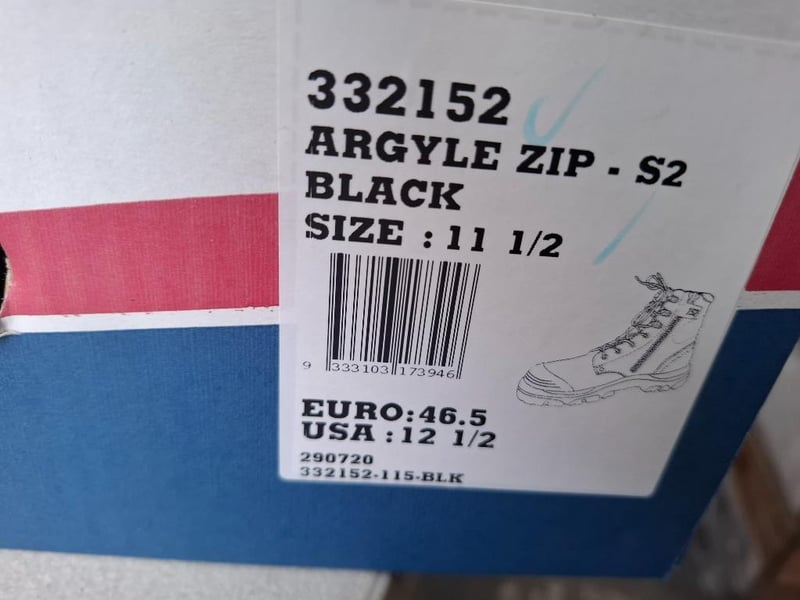 332152
ARGYLE ZIP - S2
BLACK
SIZE : 11 1/2
9 333103 173946
EURO:46.5
USA :12 1/2
290720
332152-115-BLK